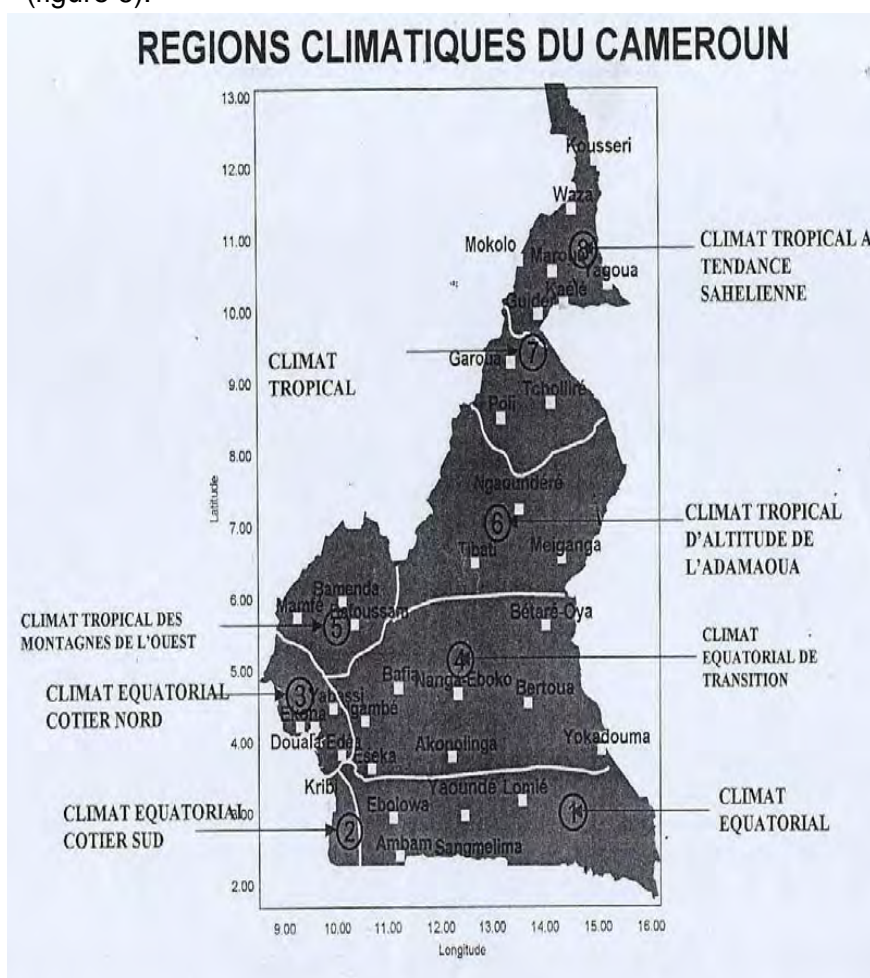 (figure 3).
REGIONS CLIMATIQUES DU CAMEROUN
13.00
12.00
11.00
10.00
9.00
8.00
7.00
6.00
5.00
4.00
2.00
Latitude
9.00 10.00 11.00 12.00 13.00 14.00 15.00 16.00
Longitude
Kousseri
Waza
Mokolo
Maroua
8
Yagoua
Kaélé
Guider
CLIMAT TROPICAL A
TENDANCE
SAHELIENNE
CLIMAT
TROPICAL
Garoua
7
Tcholliré
Poli
Ngaoundéré
6
Tibati
Meiganga
CLIMAT TROPICAL
D'ALTITUDE DE
L'ADAMAOUA
Bamenda
Mamfé
Bafoussam
5
CLIMAT TROPICAL DES
MONTAGNES DE L'OUEST
Bétaré-Oya
4
CLIMAT
EQUATORIAL DE
TRANSITION
Bafia
Nanga-Eboko
Bertoua
3
CLIMAT EQUATORIAL
COTIER NORD
Yabassi
Ngambé
Ekona
Douala
Edéa
Eséka
Akonolinga
Yokadouma
Kribi
Yaoundé
Lomié
Ebolowa
1
CLIMAT
EQUATORIAL
CLIMAT EQUATORIAL
COTIER SUD
2
Ambam
Sangmelima